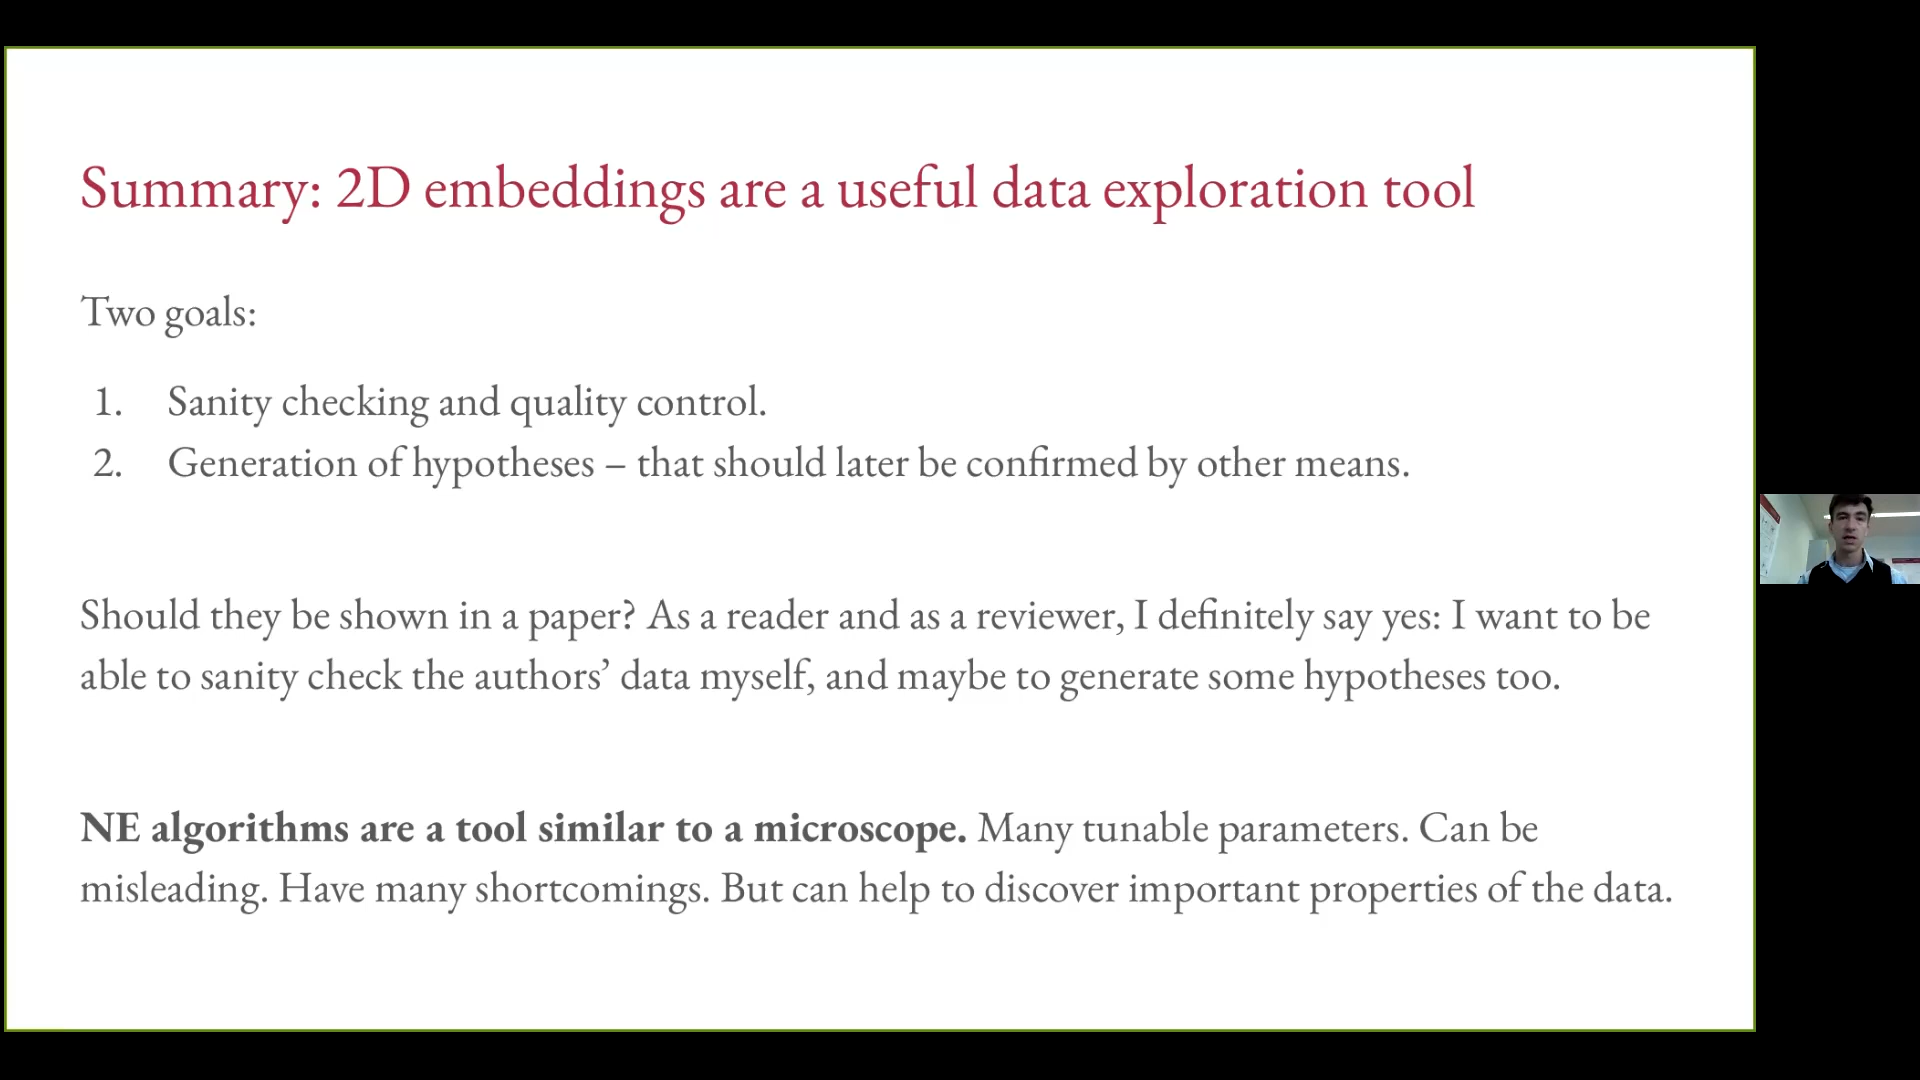 Summary: 2D embeddings are a useful data exploration tool
Two goals:
1. Sanity checking and quality control.
2. Generation of hypotheses – that should later be confirmed by other means.
Should they be shown in a paper? As a reader and as a reviewer, I definitely say yes: I want to be
able to sanity check the authors’ data myself, and maybe to generate some hypotheses too.
NE algorithms are a tool similar to a microscope. Many tunable parameters. Can be
misleading. Have many shortcomings. But can help to discover important properties of the data.